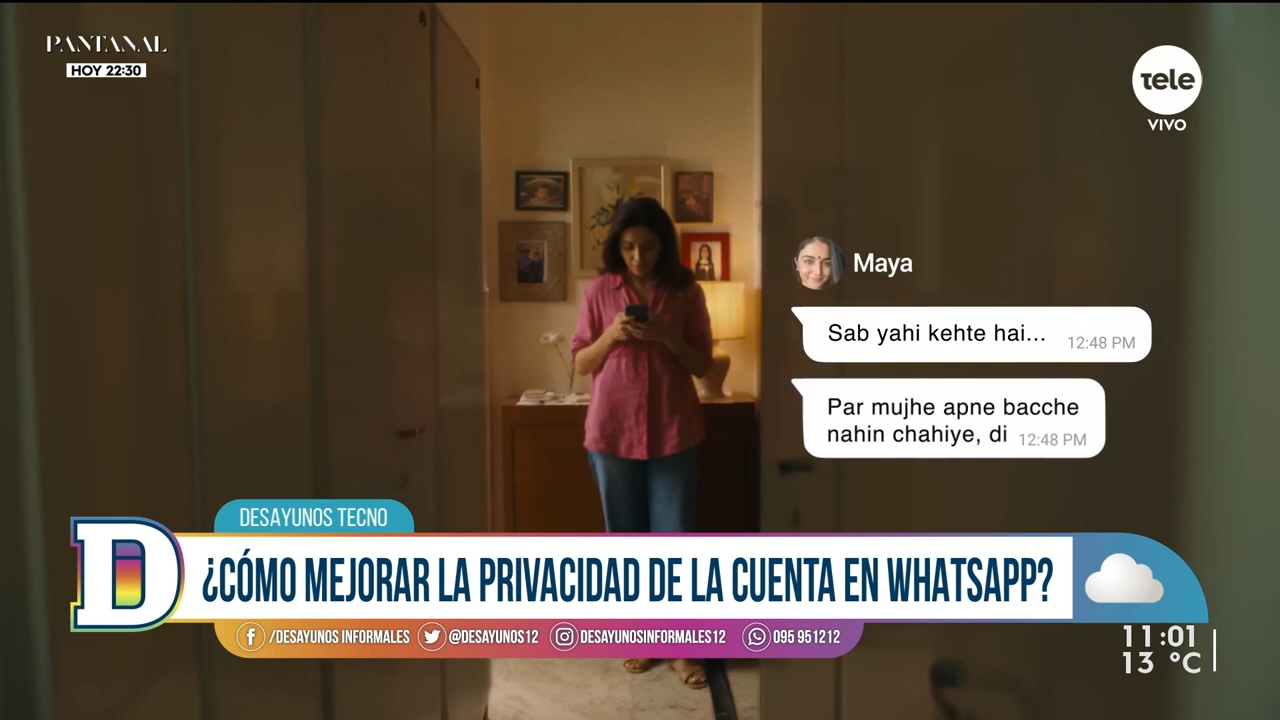 PANTANAL
HOY 22:30
tele
VIVO
Maya
Sab yahi kehte hai...
12:48 PM
Par mujhe apne bacche
nahin chahiye, di
12:48 PM
DESAYUNOS TECNO
D
¿CÓMO MEJORAR LA PRIVACIDAD DE LA CUENTA EN WHATSAPP?
/DESAYUNOS INFORMALES
@DESAYUNOS12
DESAYUNOSINFORMALES12
095 951212
11:01
13 °C